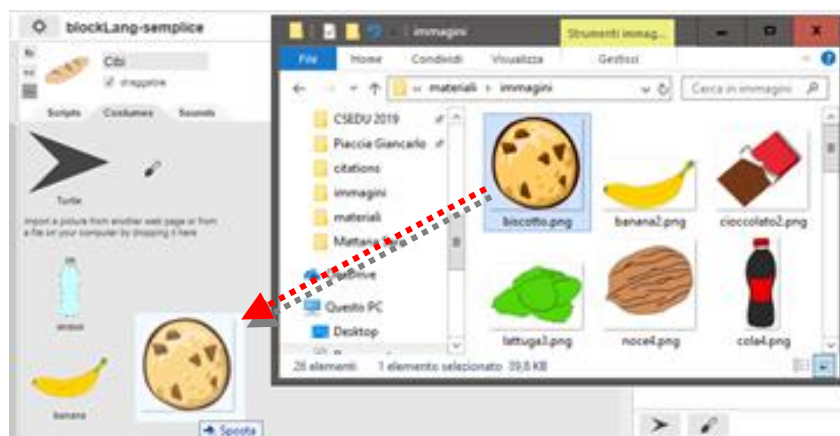 blockLang-semplice
Cibi
draggable
Scripts Costumes Sounds
Turtle
import a picture from another web page or from
a file on your computer by dropping it here
banana
Sposta
immagini
Strumenti immag...
File Home Condividi Visualizza Gestisci
materiali immagini
Cerca in immagini
CSEDU 2019
Piaccia Giancarlo
citations
immagini
materiali
Mattana
OneDrive
Questo PC
Desktop
biscotto.png banana2.png cioccolato2.png
lattuga3.png noce4.png cola4.png
28 elementi 1 elemento selezionato 39,8 KB